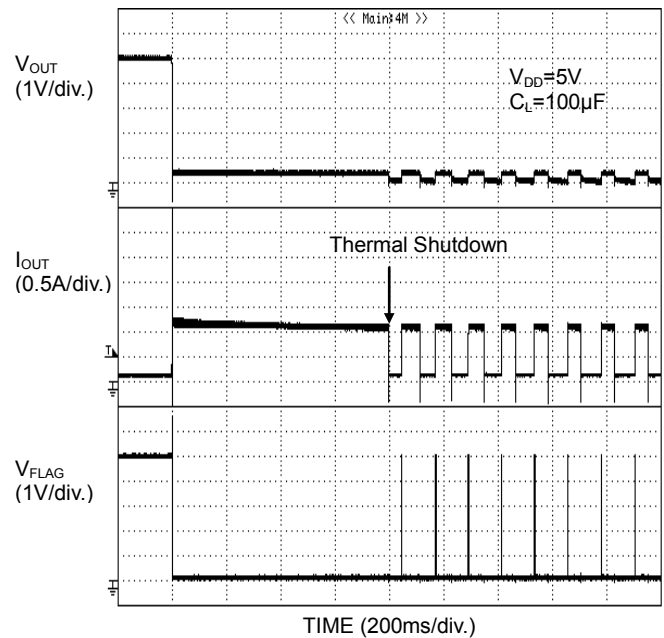 << Main:4M >>
VOUT
(1V/div.)
VDD=5V
CL=100µF
Thermal Shutdown
IOUT
(0.5A/div.)
T
VFLAG
(1V/div.)
TIME (200ms/div.)